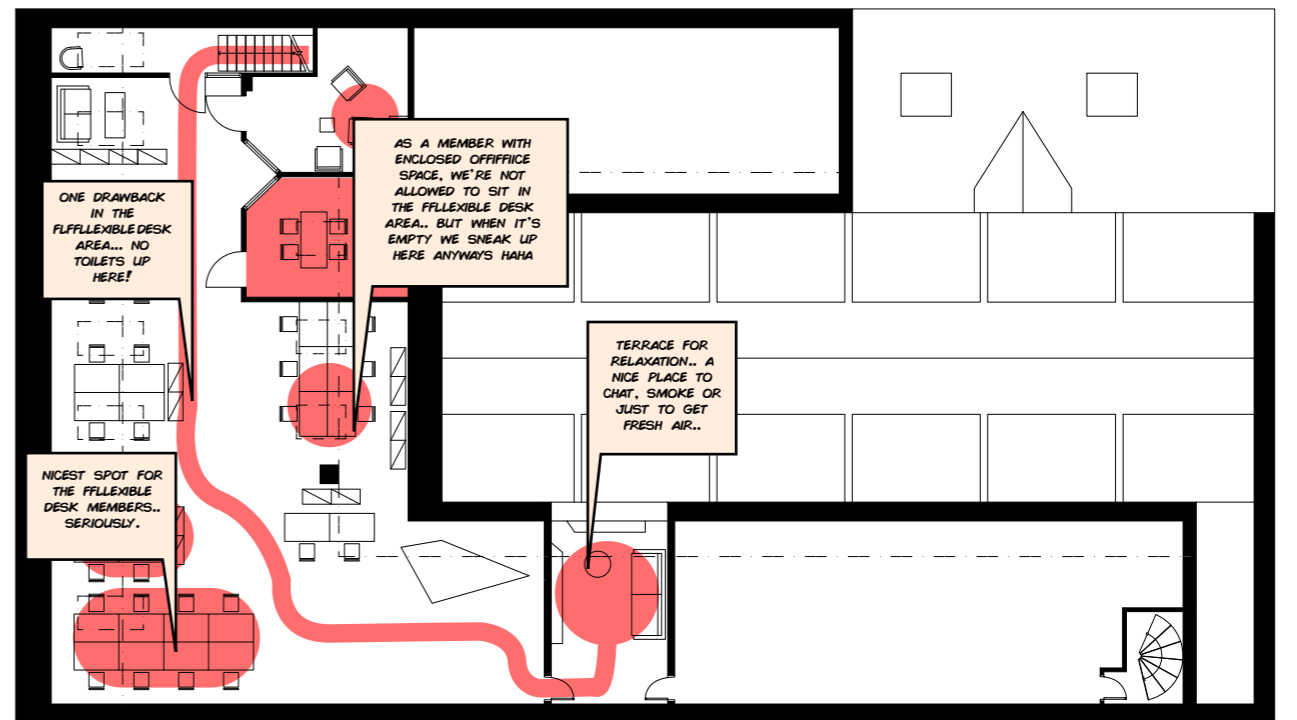 AS A MEMBER WITH
ENCLOSED OFFIFFIICE
SPACE, WE'RE NOT
ALLOWED TO SIT IN
THE FFLLEXIBLE DESK
AREA.. BUT WHEN IT'S
EMPTY WE SNEAK UP
HERE ANYWAYS HAHA
ONE DRAWBACK
IN THE
FLFFLLEXIBLE DESK
AREA... NO
TOILETS UP
HERE!
TERRACE FOR
RELAXATION.. A
NICE PLACE TO
CHAT, SMOKE OR
JUST TO GET
FRESH AIR..
NICEST SPOT FOR
THE FFLLEXIBLE
DESK MEMBERS..
SERIOUSLY.